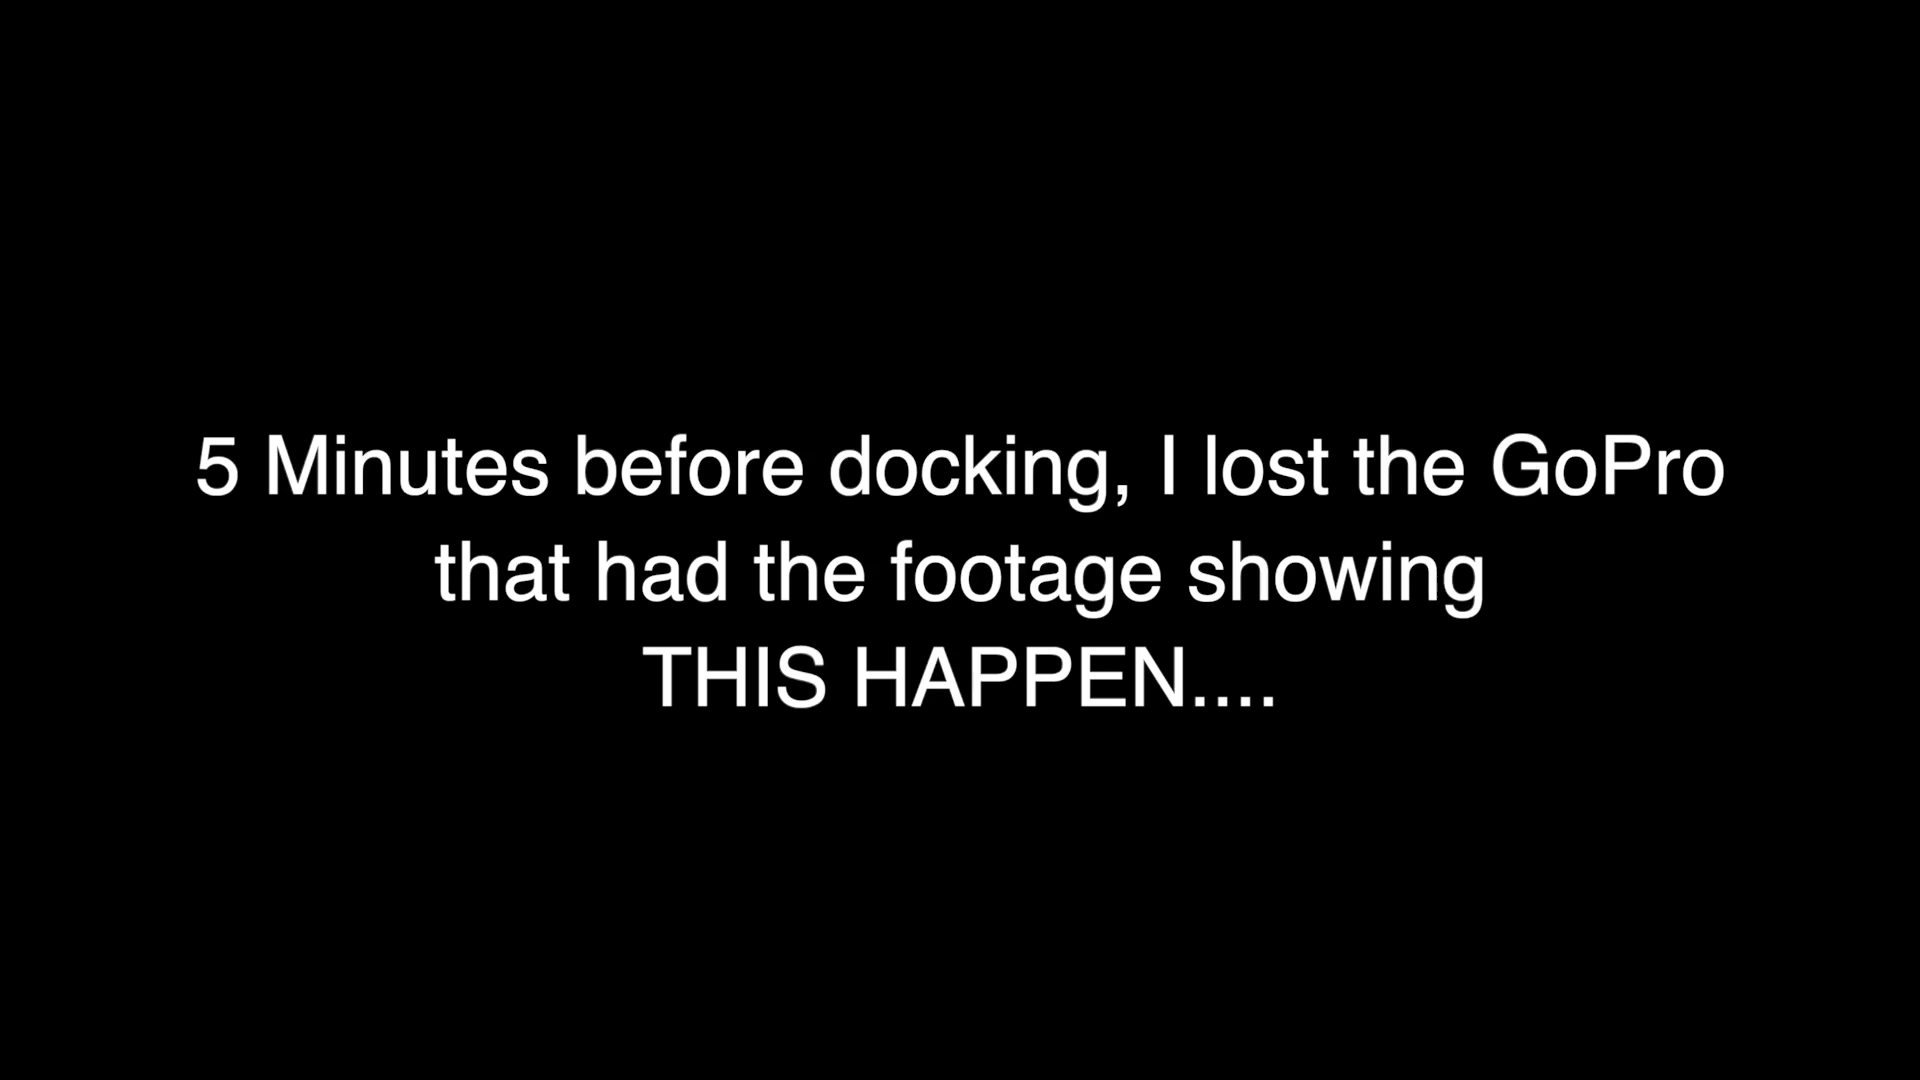 5 Minutes before docking, I lost the GoPro
that had the footage showing
THIS HAPPEN....